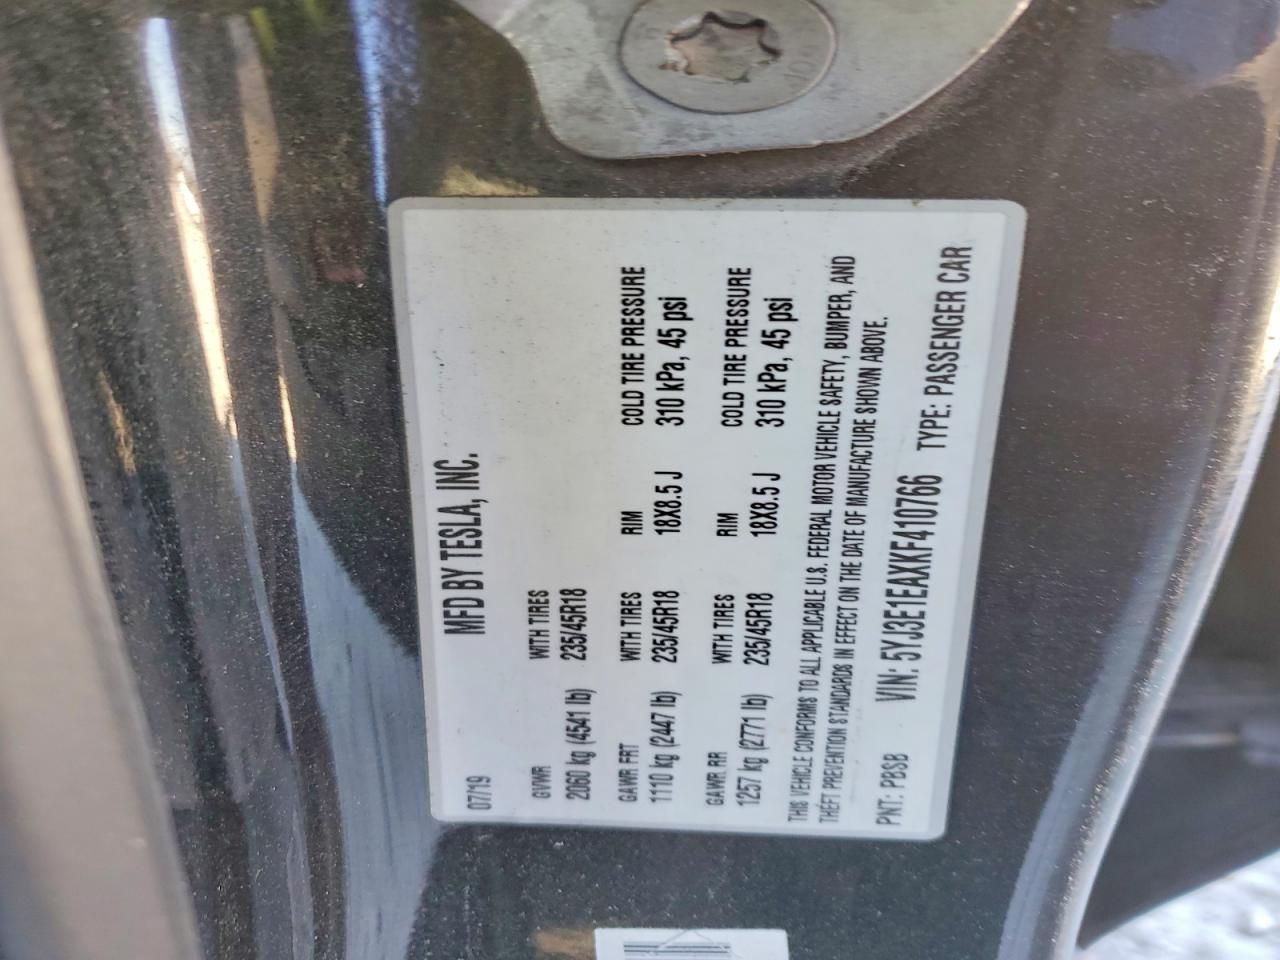 MFD BY TESLA, INC.
07/19
GVWR WITH TIRES
2060 kg (4541 lb) 235/45R18
GAWR FRT WITH TIRES RIM COLD TIRE PRESSURE
1110 kg (2447 lb) 235/45R18 18X8.5 J 310 kPa, 45 psi
GAWR RR WITH TIRES RIM COLD TIRE PRESSURE
1257 kg (2771 lb) 235/45R18 18X8.5 J 310 kPa, 45 psi
THIS VEHICLE CONFORMS TO ALL APPLICABLE U.S. FEDERAL MOTOR VEHICLE SAFETY, BUMPER, AND
THEFT PREVENTION STANDARDS IN EFFECT ON THE DATE OF MANUFACTURE SHOWN ABOVE.
PNT: PBSB VIN: 5YJ3E1EAXKF410766 TYPE: PASSENGER CAR